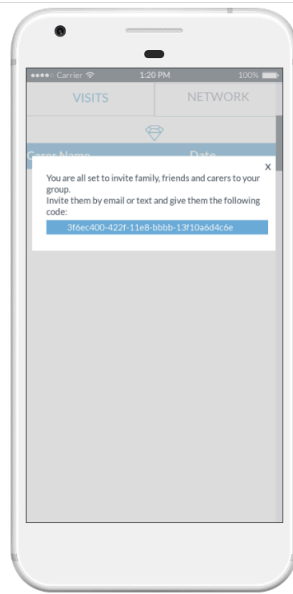 Carrier 1:20 PM 100%
VISITS NETWORK
Carer Name Date
x
You are all set to invite family, friends and carers to your
group.
Invite them by email or text and give them the following
code:
3f6ec400-422f-11e8-bbbb-13f10a6d4c6e